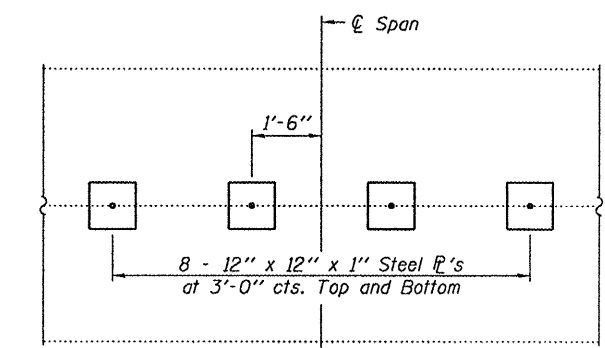 ℄ Span
1'-6"
8 - 12" x 12" x 1" Steel ⅊'s
at 3'-0" cts. Top and Bottom